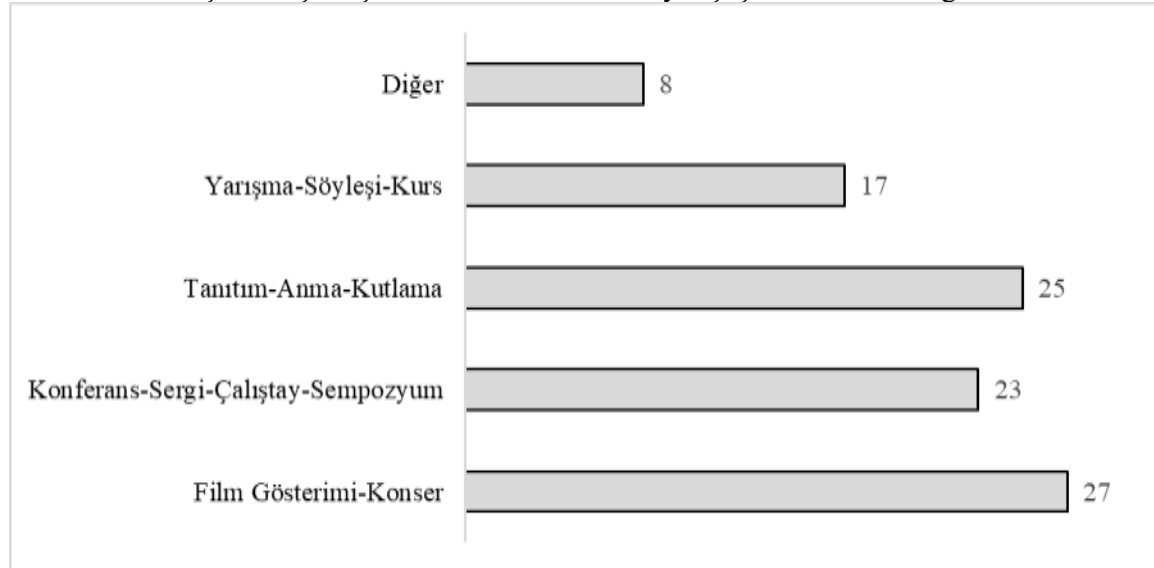 Diğer
8
Yarışma-Söyleşi-Kurs
17
Tanıtım-Anma-Kutlama
25
Konferans-Sergi-Çalıştay-Sempozyum
23
Film Gösterimi-Konser
27